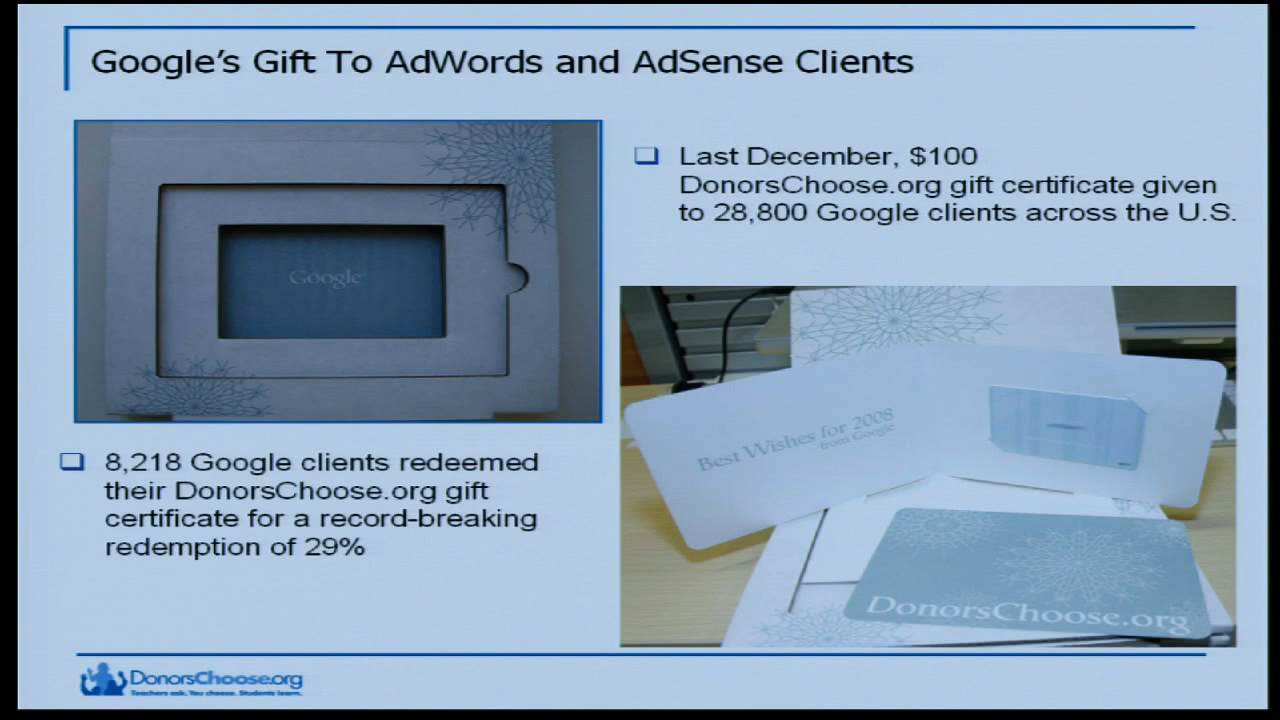 Google's Gift To AdWords and AdSense Clients
Google
Last December, $100
DonorsChoose.org gift certificate given
to 28,800 Google clients across the U.S.
Best Wishes for 2008
from Google
DonorsChoose.org
8,218 Google clients redeemed
their DonorsChoose.org gift
certificate for a record-breaking
redemption of 29%
DonorsChoose.org
Teachers ask. You choose. Students learn.